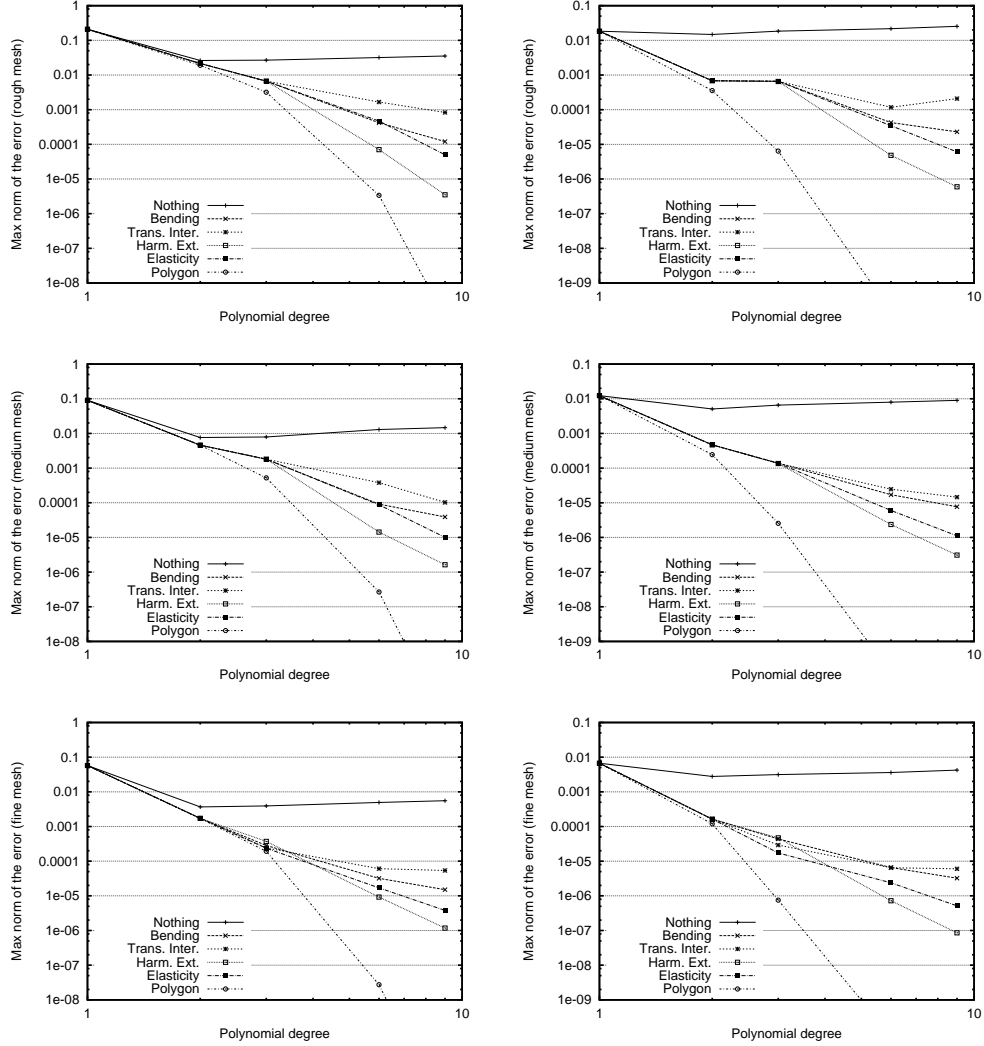 1
0.1
0.01
0.001
0.0001
1e-05
1e-06
1e-07
1e-08
1
10
Max norm of the error (rough mesh)
Polynomial degree
Nothing
Bending
Trans. Inter.
Harm. Ext.
Elasticity
Polygon
0.1
0.01
0.001
0.0001
1e-05
1e-06
1e-07
1e-08
1e-09
1
10
Max norm of the error (rough mesh)
Polynomial degree
Nothing
Bending
Trans. Inter.
Harm. Ext.
Elasticity
Polygon
1
0.1
0.01
0.001
0.0001
1e-05
1e-06
1e-07
1e-08
1
10
Max norm of the error (medium mesh)
Polynomial degree
Nothing
Bending
Trans. Inter.
Harm. Ext.
Elasticity
Polygon
0.1
0.01
0.001
0.0001
1e-05
1e-06
1e-07
1e-08
1e-09
1
10
Max norm of the error (medium mesh)
Polynomial degree
Nothing
Bending
Trans. Inter.
Harm. Ext.
Elasticity
Polygon
1
0.1
0.01
0.001
0.0001
1e-05
1e-06
1e-07
1e-08
1
10
Max norm of the error (fine mesh)
Polynomial degree
Nothing
Bending
Trans. Inter.
Harm. Ext.
Elasticity
Polygon
0.1
0.01
0.001
0.0001
1e-05
1e-06
1e-07
1e-08
1e-09
1
10
Max norm of the error (fine mesh)
Polynomial degree
Nothing
Bending
Trans. Inter.
Harm. Ext.
Elasticity
Polygon